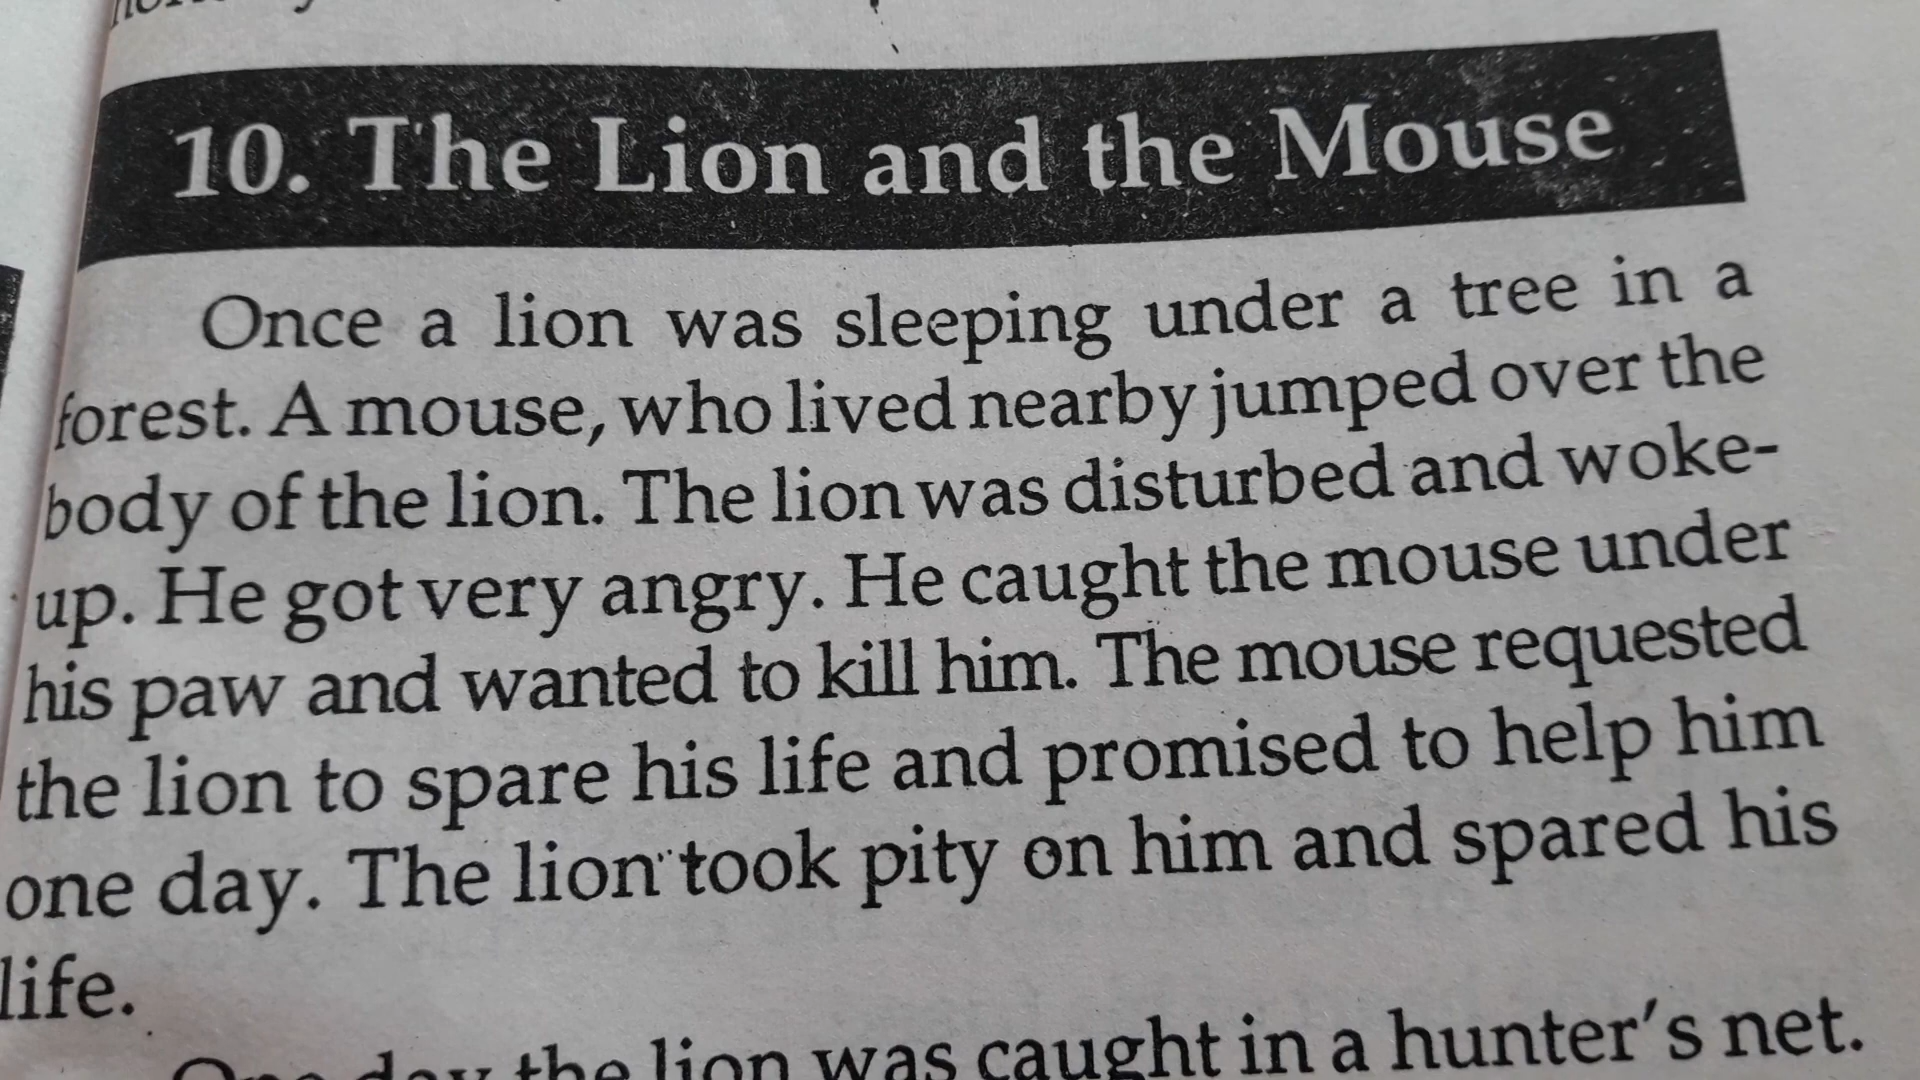 10. The Lion and the Mouse
Once a lion was sleeping under a tree in a
forest. A mouse, who lived nearby jumped over the
body of the lion. The lion was disturbed and woke-
up. He got very angry. He caught the mouse under
his paw and wanted to kill him. The mouse requested
the lion to spare his life and promised to help him
one day. The lion took pity on him and spared his
life.
One day the lion was caught in a hunter's net.